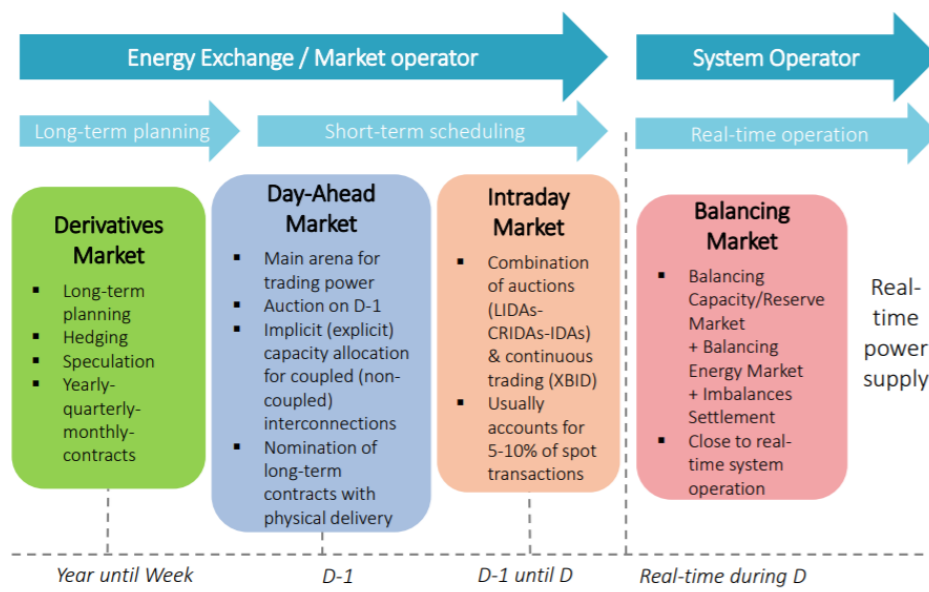 Energy Exchange / Market operator
System Operator
Long-term planning
Short-term scheduling
Real-time operation
Derivatives
Market
▪ Long-term
planning
▪ Hedging
▪ Speculation
▪ Yearly-
quarterly-
monthly-
contracts
Day-Ahead
Market
▪ Main arena for
trading power
▪ Auction on D-1
▪ Implicit (explicit)
capacity allocation
for coupled (non-
coupled)
interconnections
▪ Nomination of
long-term
contracts with
physical delivery
Intraday
Market
▪ Combination
of auctions
(LIDAs-
CRIDAs-IDAs)
& continuous
trading (XBID)
▪ Usually
accounts for
5-10% of spot
transactions
Balancing
Market
▪ Balancing
Capacity/Reserve
Market
+ Balancing
Energy Market
+ Imbalances
Settlement
▪ Close to real-
time system
operation
Real-
time
power
supply
Year until Week
D-1
D-1 until D
Real-time during D